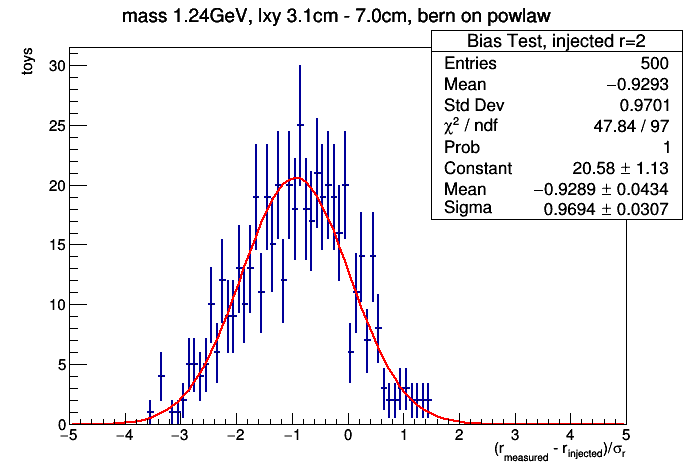 mass 1.24GeV, lxy 3.1cm - 7.0cm, bern on powlaw
Bias Test, injected r=2
Entries 500
Mean −0.9293
Std Dev 0.9701
χ² / ndf 47.84 / 97
Prob 1
Constant 20.58 ± 1.13
Mean −0.9289 ± 0.0434
Sigma 0.9694 ± 0.0307
toys
30
25
20
15
10
5
0
−5 −4 −3 −2 −1 0 1 2 3 4 5
(r_measured - r_injected)/σ_r